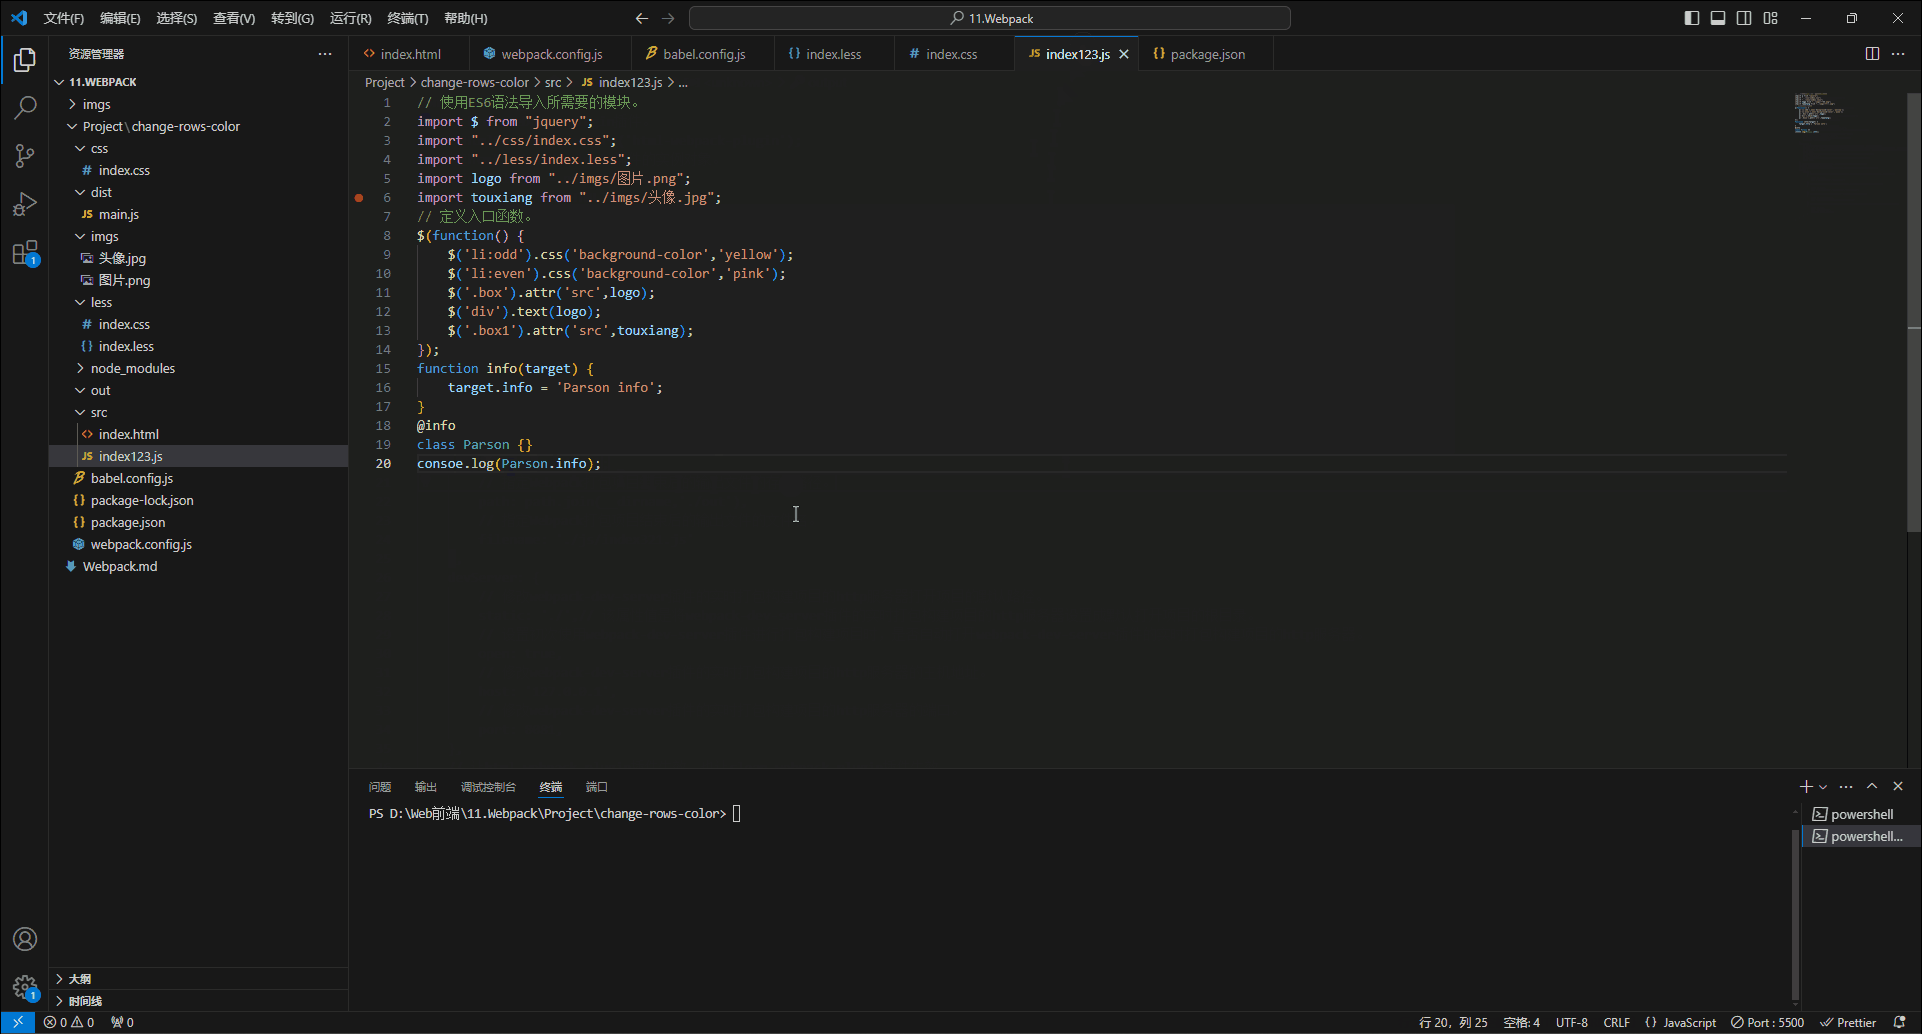 文件(F) 编辑(E) 选择(S) 查看(V) 转到(G) 运行(R) 终端(T) 帮助(H)
11.Webpack
资源管理器
11.WEBPACK
imgs
Project\change-rows-color
css
# index.css
dist
JS main.js
imgs
头像.jpg
图片.png
less
# index.css
{} index.less
node_modules
out
src
<> index.html
JS index123.js
babel.config.js
{} package-lock.json
{} package.json
webpack.config.js
Webpack.md
大纲
时间线
1
1
<> index.html
webpack.config.js
babel.config.js
{} index.less
# index.css
JS index123.js
{} package.json
Project > change-rows-color > src > JS index123.js > ...
1 // 使用ES6语法导入所需要的模块。
2 import $ from "jquery";
3 import "../css/index.css";
4 import "../less/index.less";
5 import logo from "../imgs/图片.png";
6 import touxiang from "../imgs/头像.jpg";
7 // 定义入口函数。
8 $(function() {
9 $('li:odd').css('background-color','yellow');
10 $('li:even').css('background-color','pink');
11 $('.box').attr('src',logo);
12 $('div').text(logo);
13 $('.box1').attr('src',touxiang);
14 });
15 function info(target) {
16 target.info = 'Parson info';
17 }
18 @info
19 class Parson {}
20 consoe.log(Parson.info);
问题 输出 调试控制台 终端 端口
PS D:\Web前端\11.Webpack\Project\change-rows-color>
powershell
powershell...
0 0 0
行 20，列 25 空格: 4 UTF-8 CRLF {} JavaScript Port : 5500 Prettier